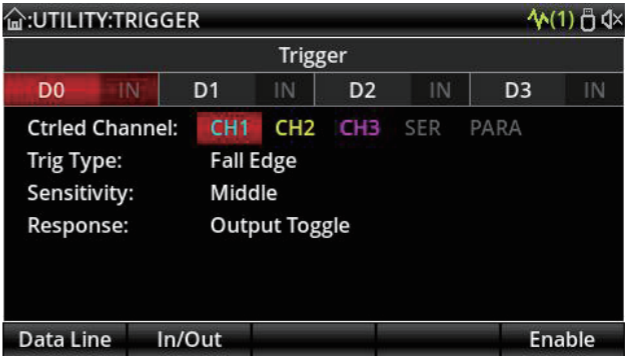 :UTILITY:TRIGGER (1)
Trigger
D0 IN D1 IN D2 IN D3 IN
Ctrled Channel: CH1 CH2 CH3 SER PARA
Trig Type: Fall Edge
Sensitivity: Middle
Response: Output Toggle
Data Line In/Out Enable